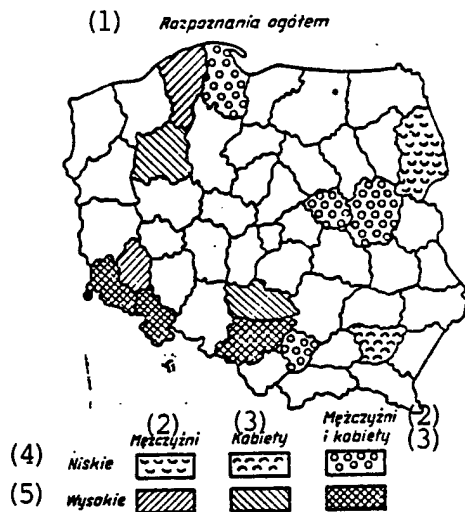 (1) Rozpoznania ogółem
(2) (3) Mężczyźni (2)
Mężczyźni Kobiety i kobiety (3)
(4) Niskie
(5) Wysokie